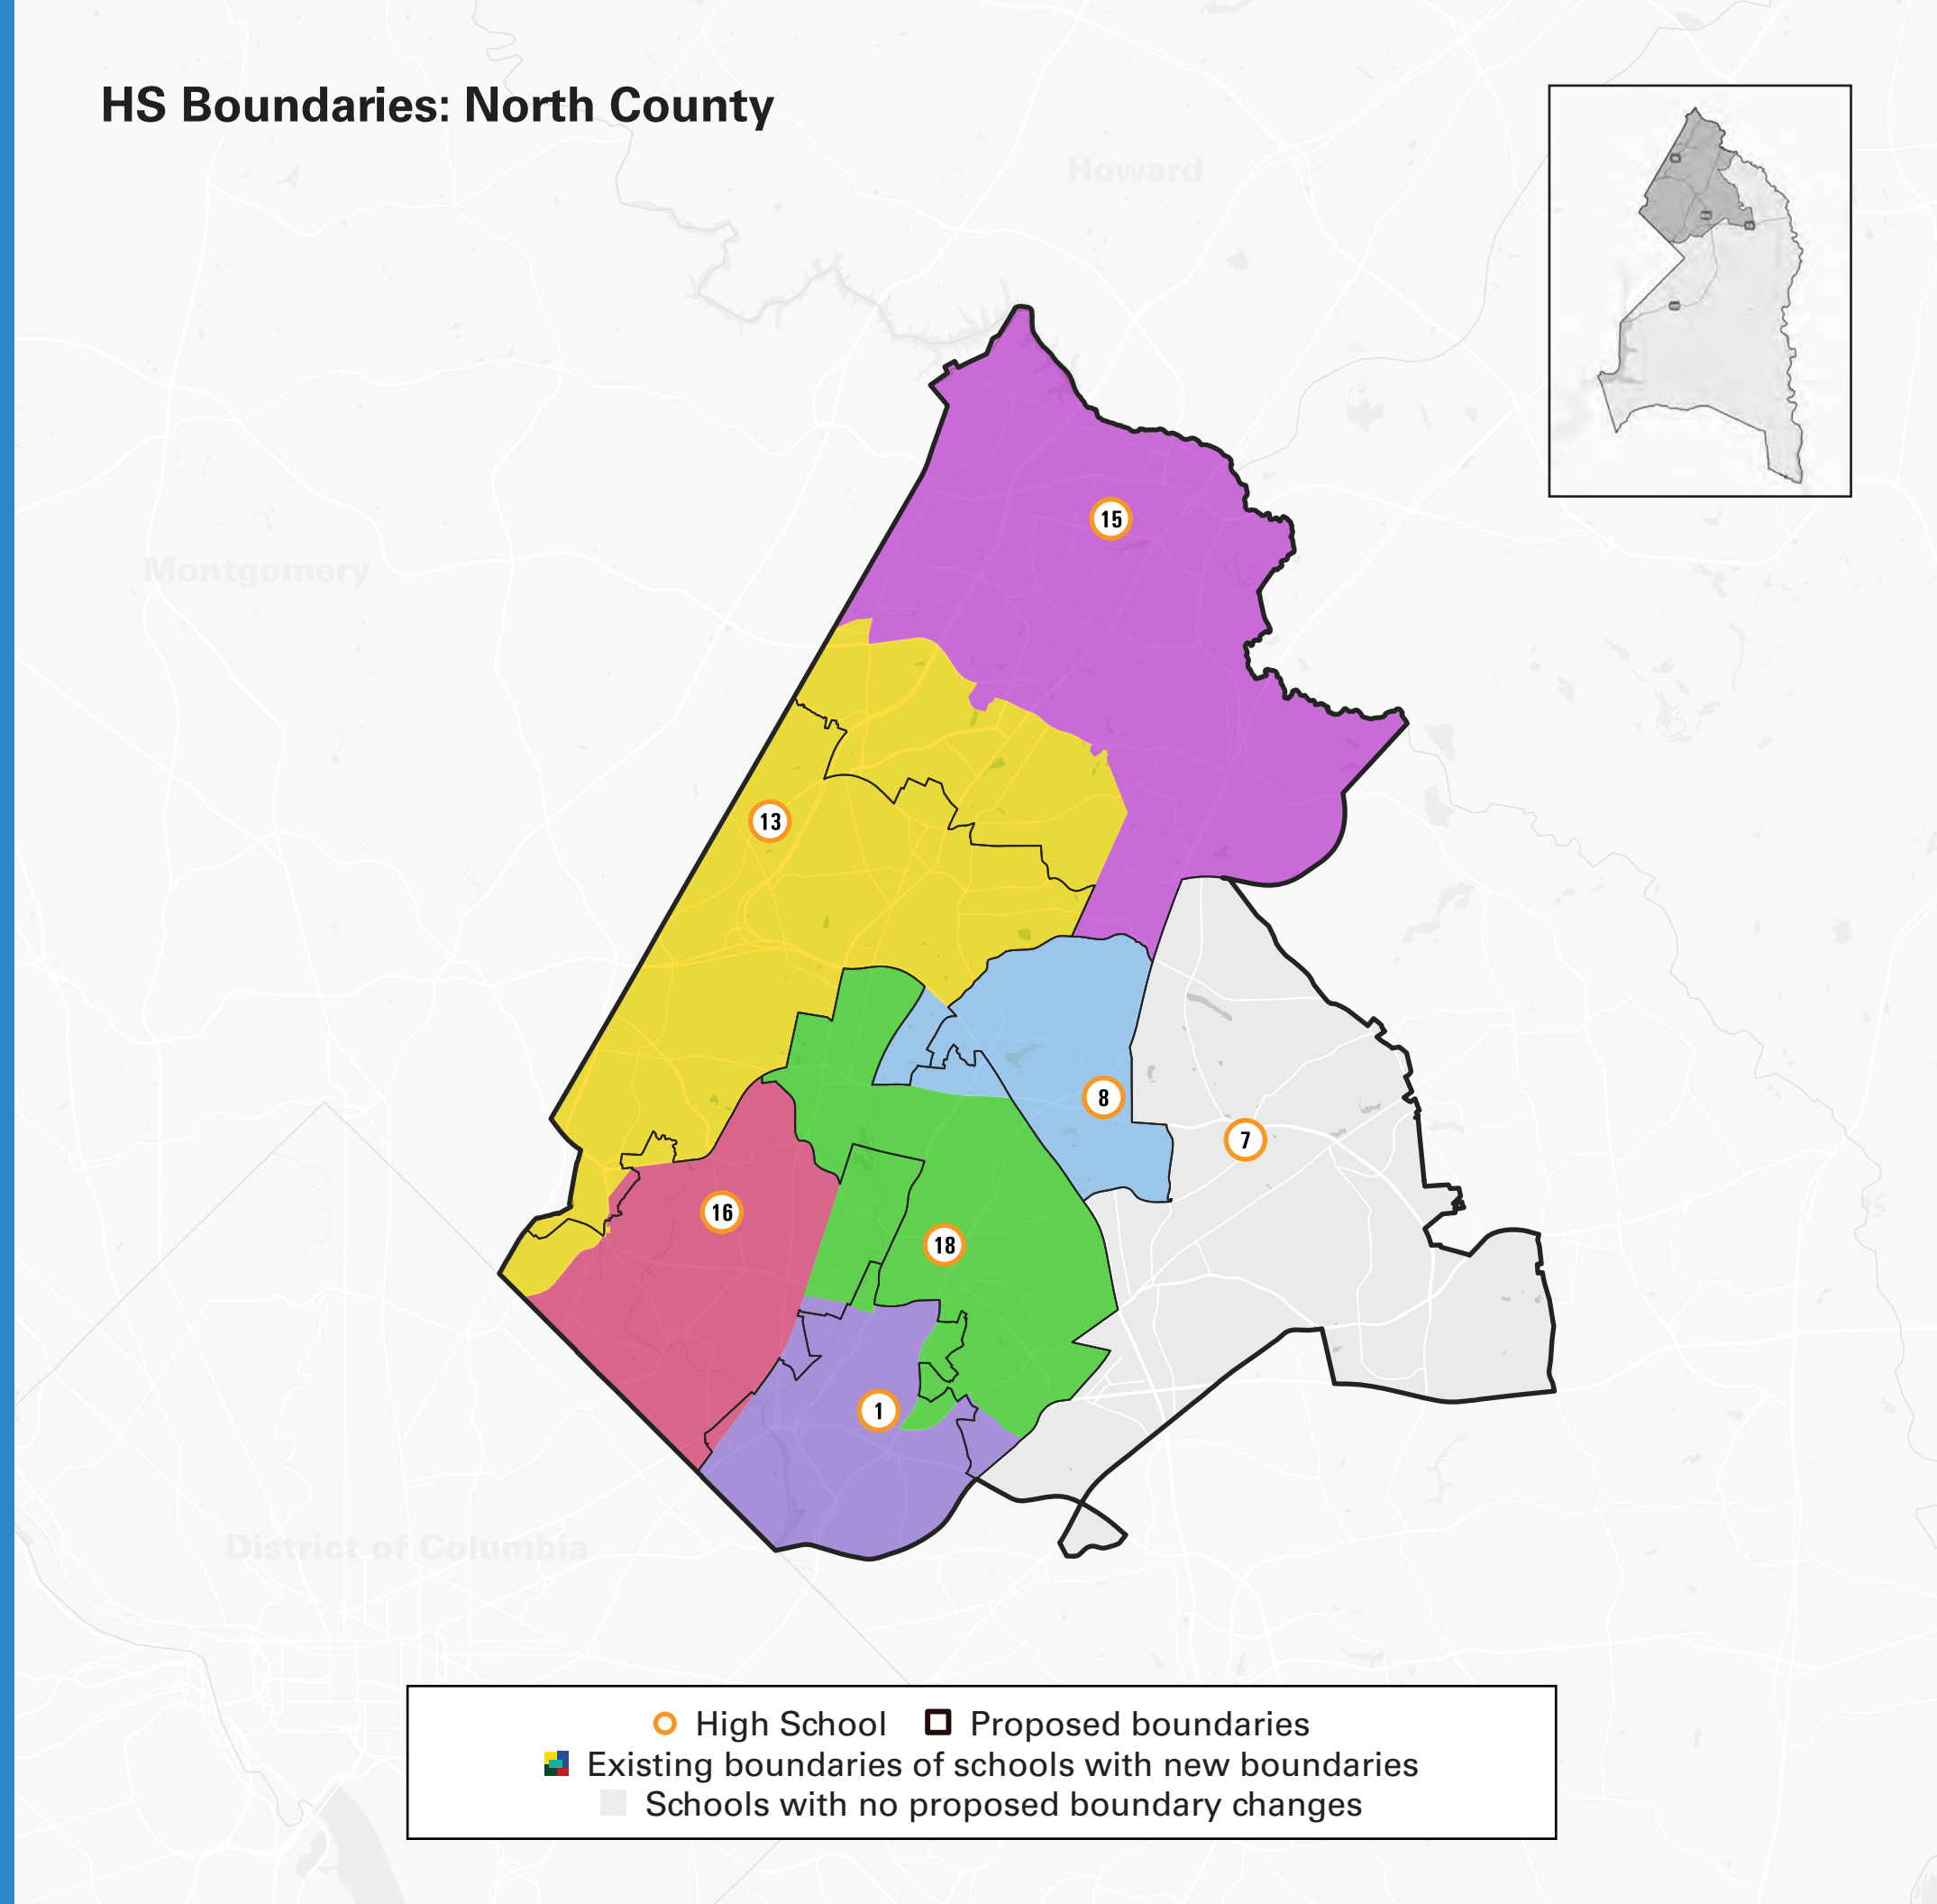 HS Boundaries: North County
Howard
Montgomery
15
13
8
7
16
18
1
District of Columbia
High School
Proposed boundaries
Existing boundaries of schools with new boundaries
Schools with no proposed boundary changes